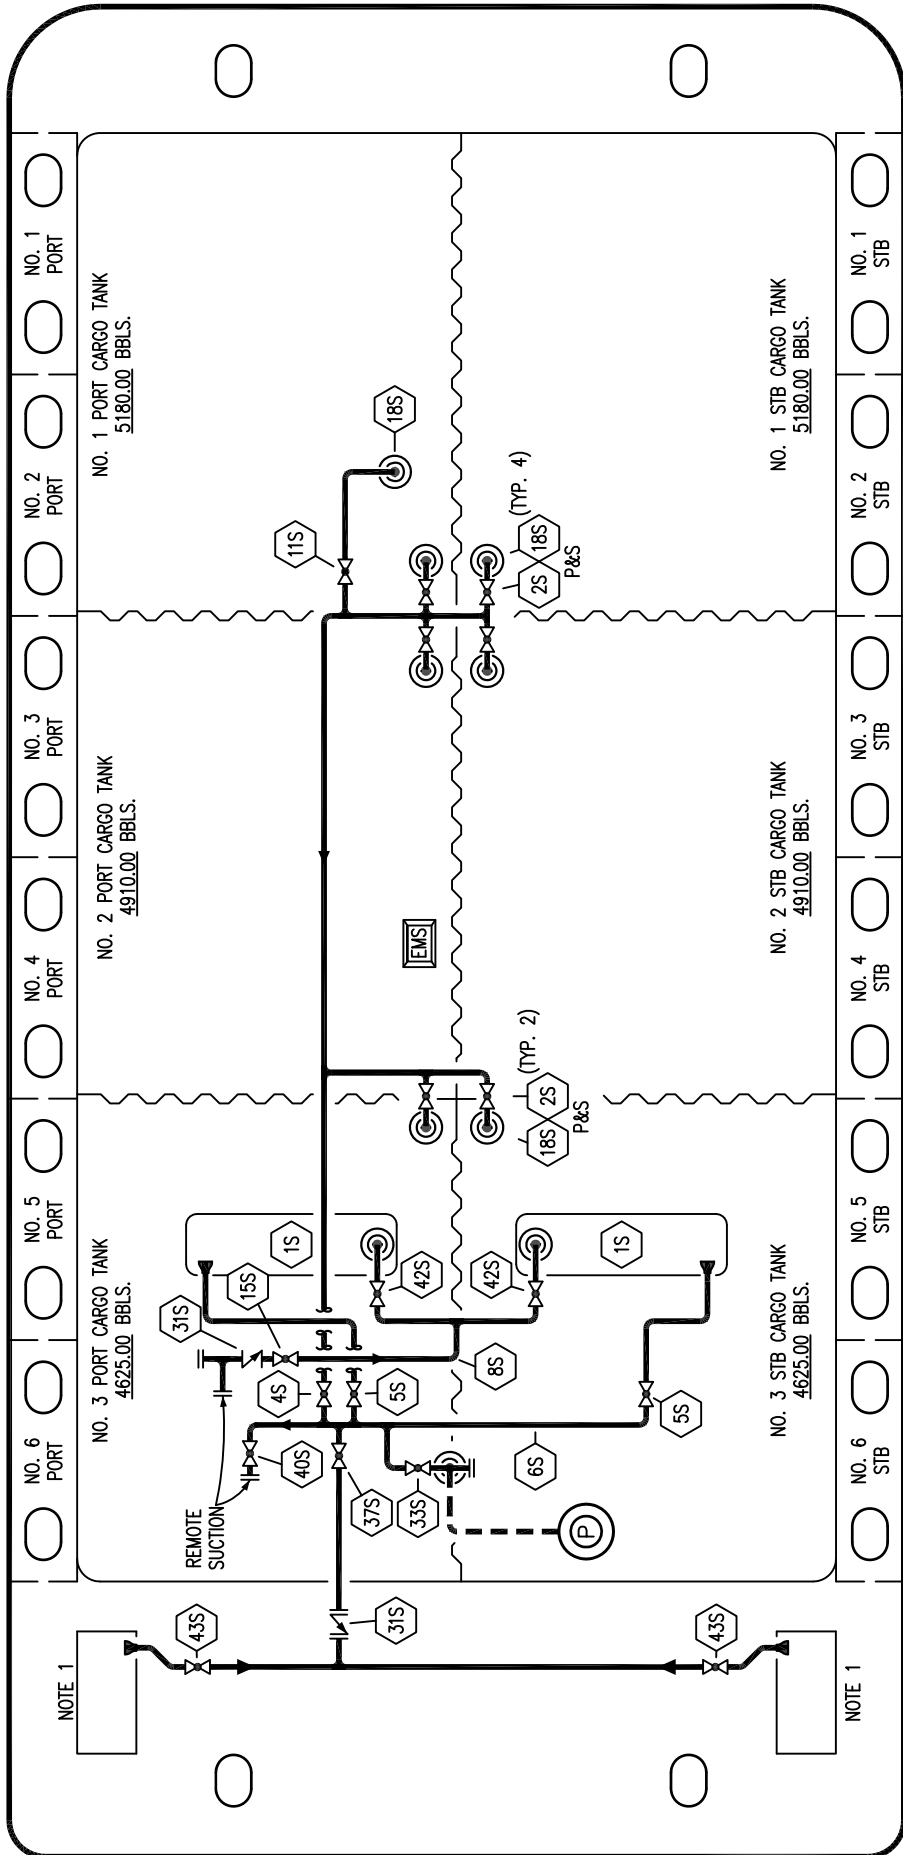 NO. 1
PORT
NO. 2
PORT
NO. 3
PORT
NO. 4
PORT
NO. 5
PORT
NO. 6
PORT
NO. 1 PORT CARGO TANK
5180.00 BBLS.
NO. 2 PORT CARGO TANK
4910.00 BBLS.
NO. 3 PORT CARGO TANK
4625.00 BBLS.
NO. 1 STB CARGO TANK
5180.00 BBLS.
NO. 2 STB CARGO TANK
4910.00 BBLS.
NO. 3 STB CARGO TANK
4625.00 BBLS.
NO. 1
STB
NO. 2
STB
NO. 3
STB
NO. 4
STB
NO. 5
STB
NO. 6
STB
18S
11S
2S 18S (TYP. 4)
P&S
EMS
18S 2S (TYP. 2)
P&S
1S
1S
42S
42S
15S
31S
8S
4S
5S
5S
40S
37S
33S
6S
P
REMOTE
SUCTION
31S
43S
43S
NOTE 1
NOTE 1